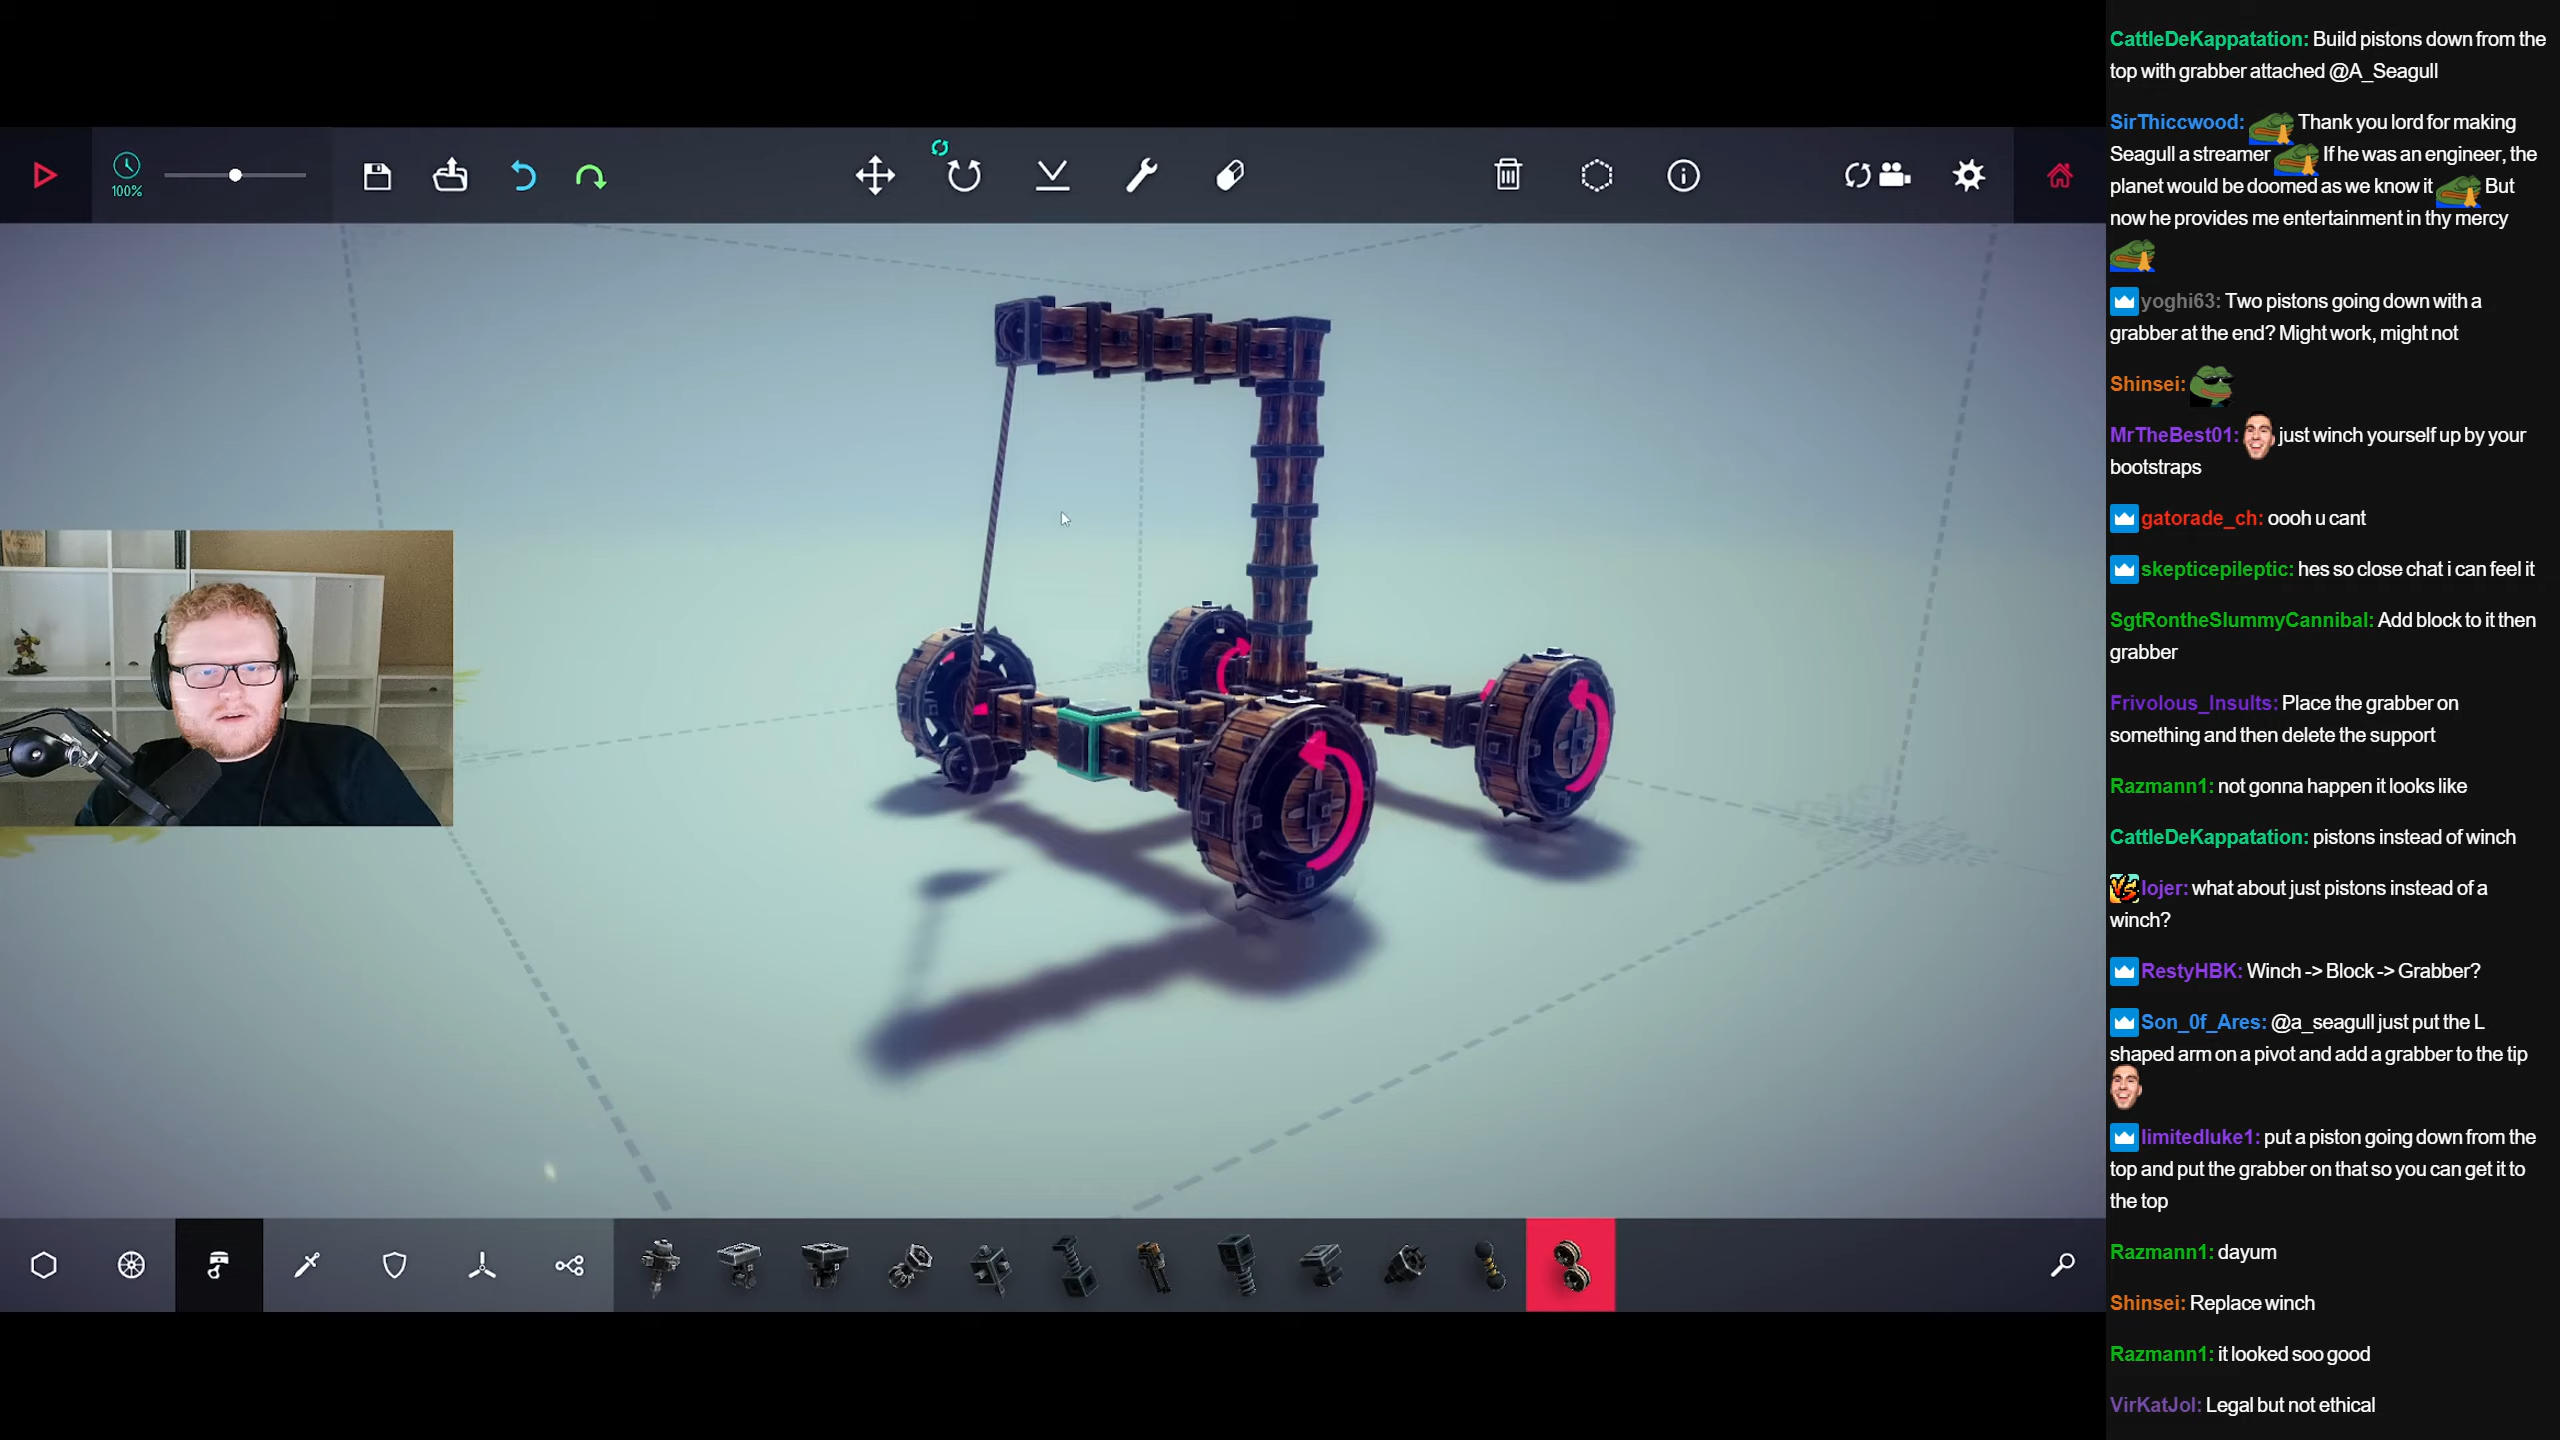 100%
CattleDeKappatation: Build pistons down from the
top with grabber attached @A_Seagull
SirThiccwood: Thank you lord for making
Seagull a streamer If he was an engineer, the
planet would be doomed as we know it But
now he provides me entertainment in thy mercy
yoghi63: Two pistons going down with a
grabber at the end? Might work, might not
Shinsei:
MrTheBest01: just winch yourself up by your
bootstraps
gatorade_ch: oooh u cant
skepticepileptic: hes so close chat i can feel it
SgtRontheSlummyCannibal: Add block to it then
grabber
Frivolous_Insults: Place the grabber on
something and then delete the support
Razmann1: not gonna happen it looks like
CattleDeKappatation: pistons instead of winch
VS lojer: what about just pistons instead of a
winch?
RestyHBK: Winch -> Block -> Grabber?
Son_0f_Ares: @a_seagull just put the L
shaped arm on a pivot and add a grabber to the tip
limitedluke1: put a piston going down from the
top and put the grabber on that so you can get it to
the top
Razmann1: dayum
Shinsei: Replace winch
Razmann1: it looked soo good
VirKatJol: Legal but not ethical